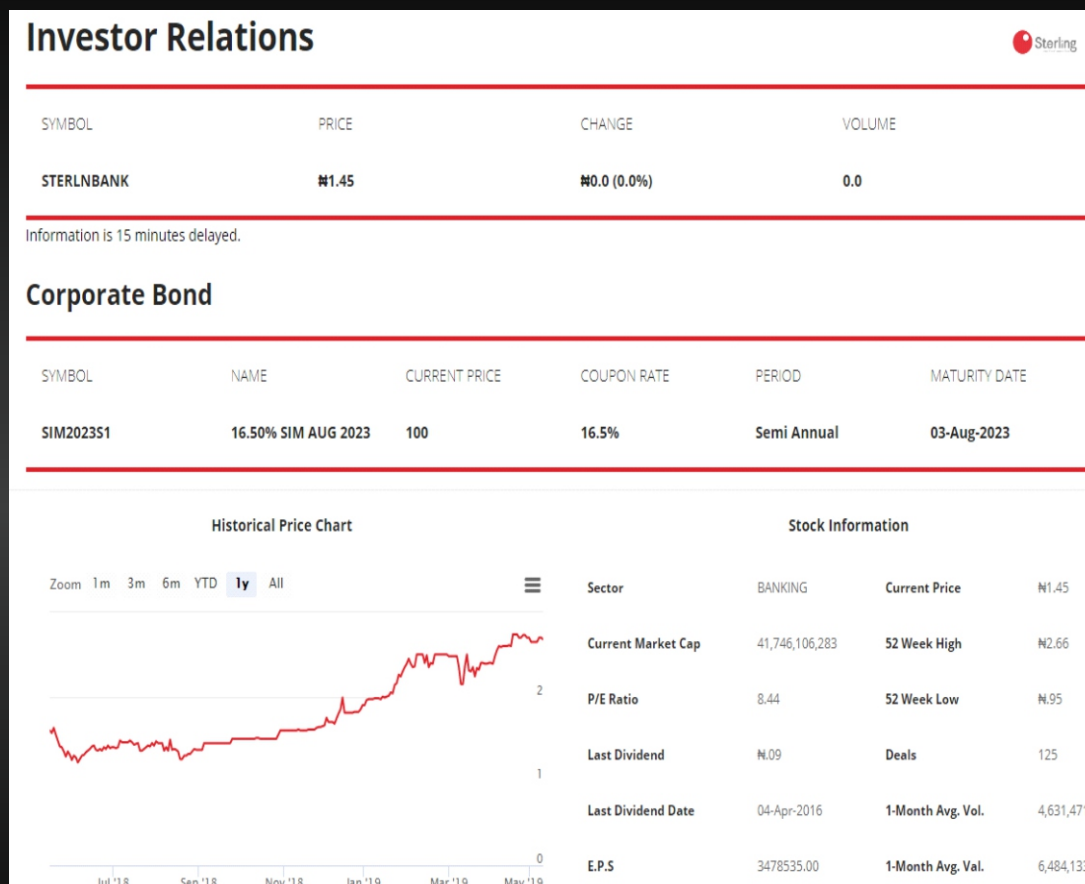 Investor Relations
Sterling
SYMBOL PRICE CHANGE VOLUME
STERLNBANK ₦1.45 ₦0.0 (0.0%) 0.0
Information is 15 minutes delayed.
Corporate Bond
SYMBOL NAME CURRENT PRICE COUPON RATE PERIOD MATURITY DATE
SIM2023S1 16.50% SIM AUG 2023 100 16.5% Semi Annual 03-Aug-2023
Historical Price Chart
Zoom 1m 3m 6m YTD 1y All
2
1
0
Jul '18 Sep '18 Nov '18 Jan '19 Mar '19 May '19
Stock Information
Sector BANKING Current Price ₦1.45
Current Market Cap 41,746,106,283 52 Week High ₦2.66
P/E Ratio 8.44 52 Week Low ₦.95
Last Dividend ₦.09 Deals 125
Last Dividend Date 04-Apr-2016 1-Month Avg. Vol. 4,631,471
E.P.S 3478535.00 1-Month Avg. Val. 6,484,133